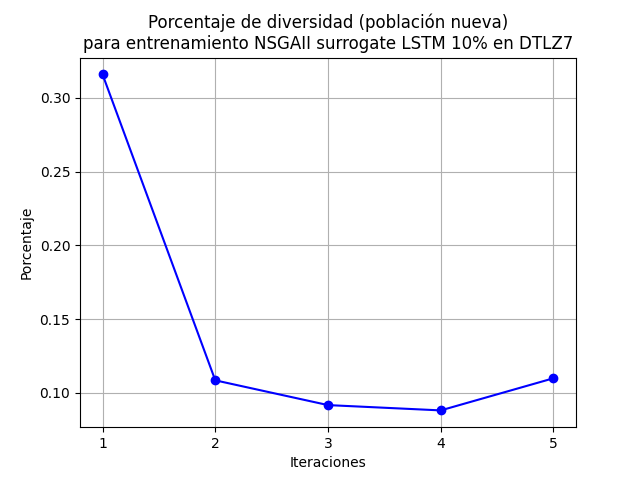 Porcentaje de diversidad (población nueva)
para entrenamiento NSGAII surrogate LSTM 10% en DTLZ7
0.30
0.25
0.20
0.15
0.10
Porcentaje
1 2 3 4 5
Iteraciones